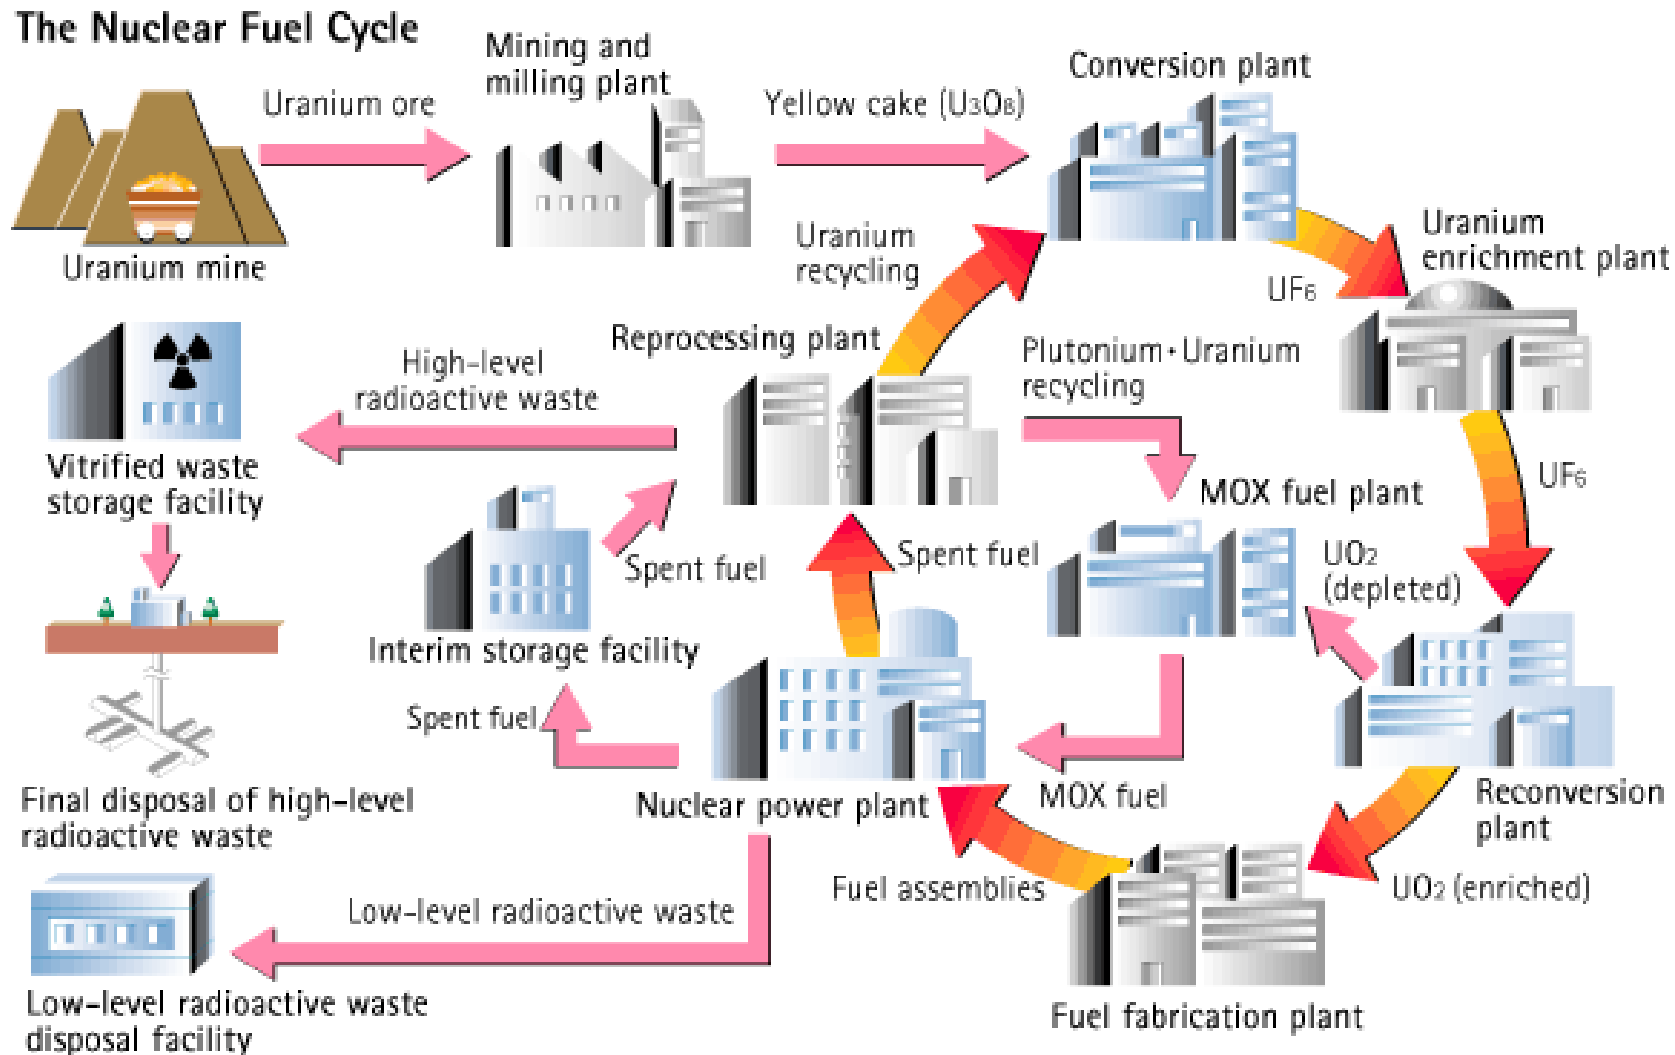 The Nuclear Fuel Cycle
Mining and
milling plant
Conversion plant
Uranium ore
Yellow cake (U₃O₈)
Uranium mine
Uranium
recycling
Uranium
enrichment plant
UF₆
Reprocessing plant
High-level
radioactive waste
Plutonium・Uranium
recycling
Vitrified waste
storage facility
MOX fuel plant
UF₆
Spent fuel
Spent fuel
UO₂
(depleted)
Interim storage facility
Spent fuel
Final disposal of high-level
radioactive waste
Nuclear power plant
MOX fuel
Reconversion
plant
Fuel assemblies
UO₂ (enriched)
Low-level radioactive waste
Low-level radioactive waste
disposal facility
Fuel fabrication plant